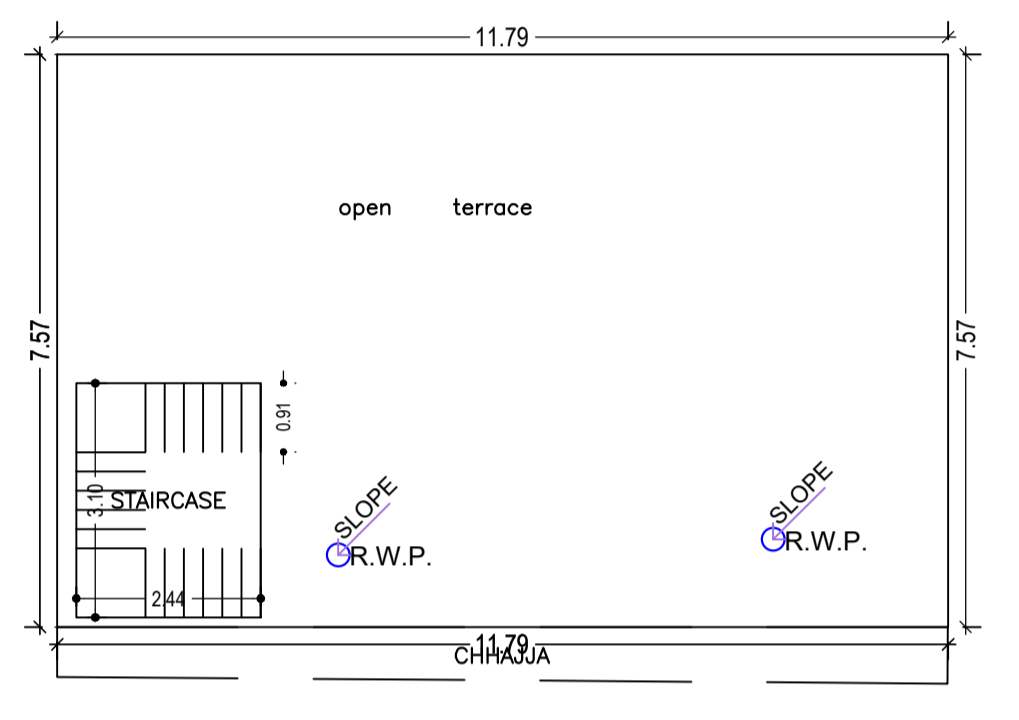 11.79
open terrace
7.57
7.57
0.91
3.10
STAIRCASE
SLOPE
R.W.P.
SLOPE
R.W.P.
2.44
11.79
CHHAJJA